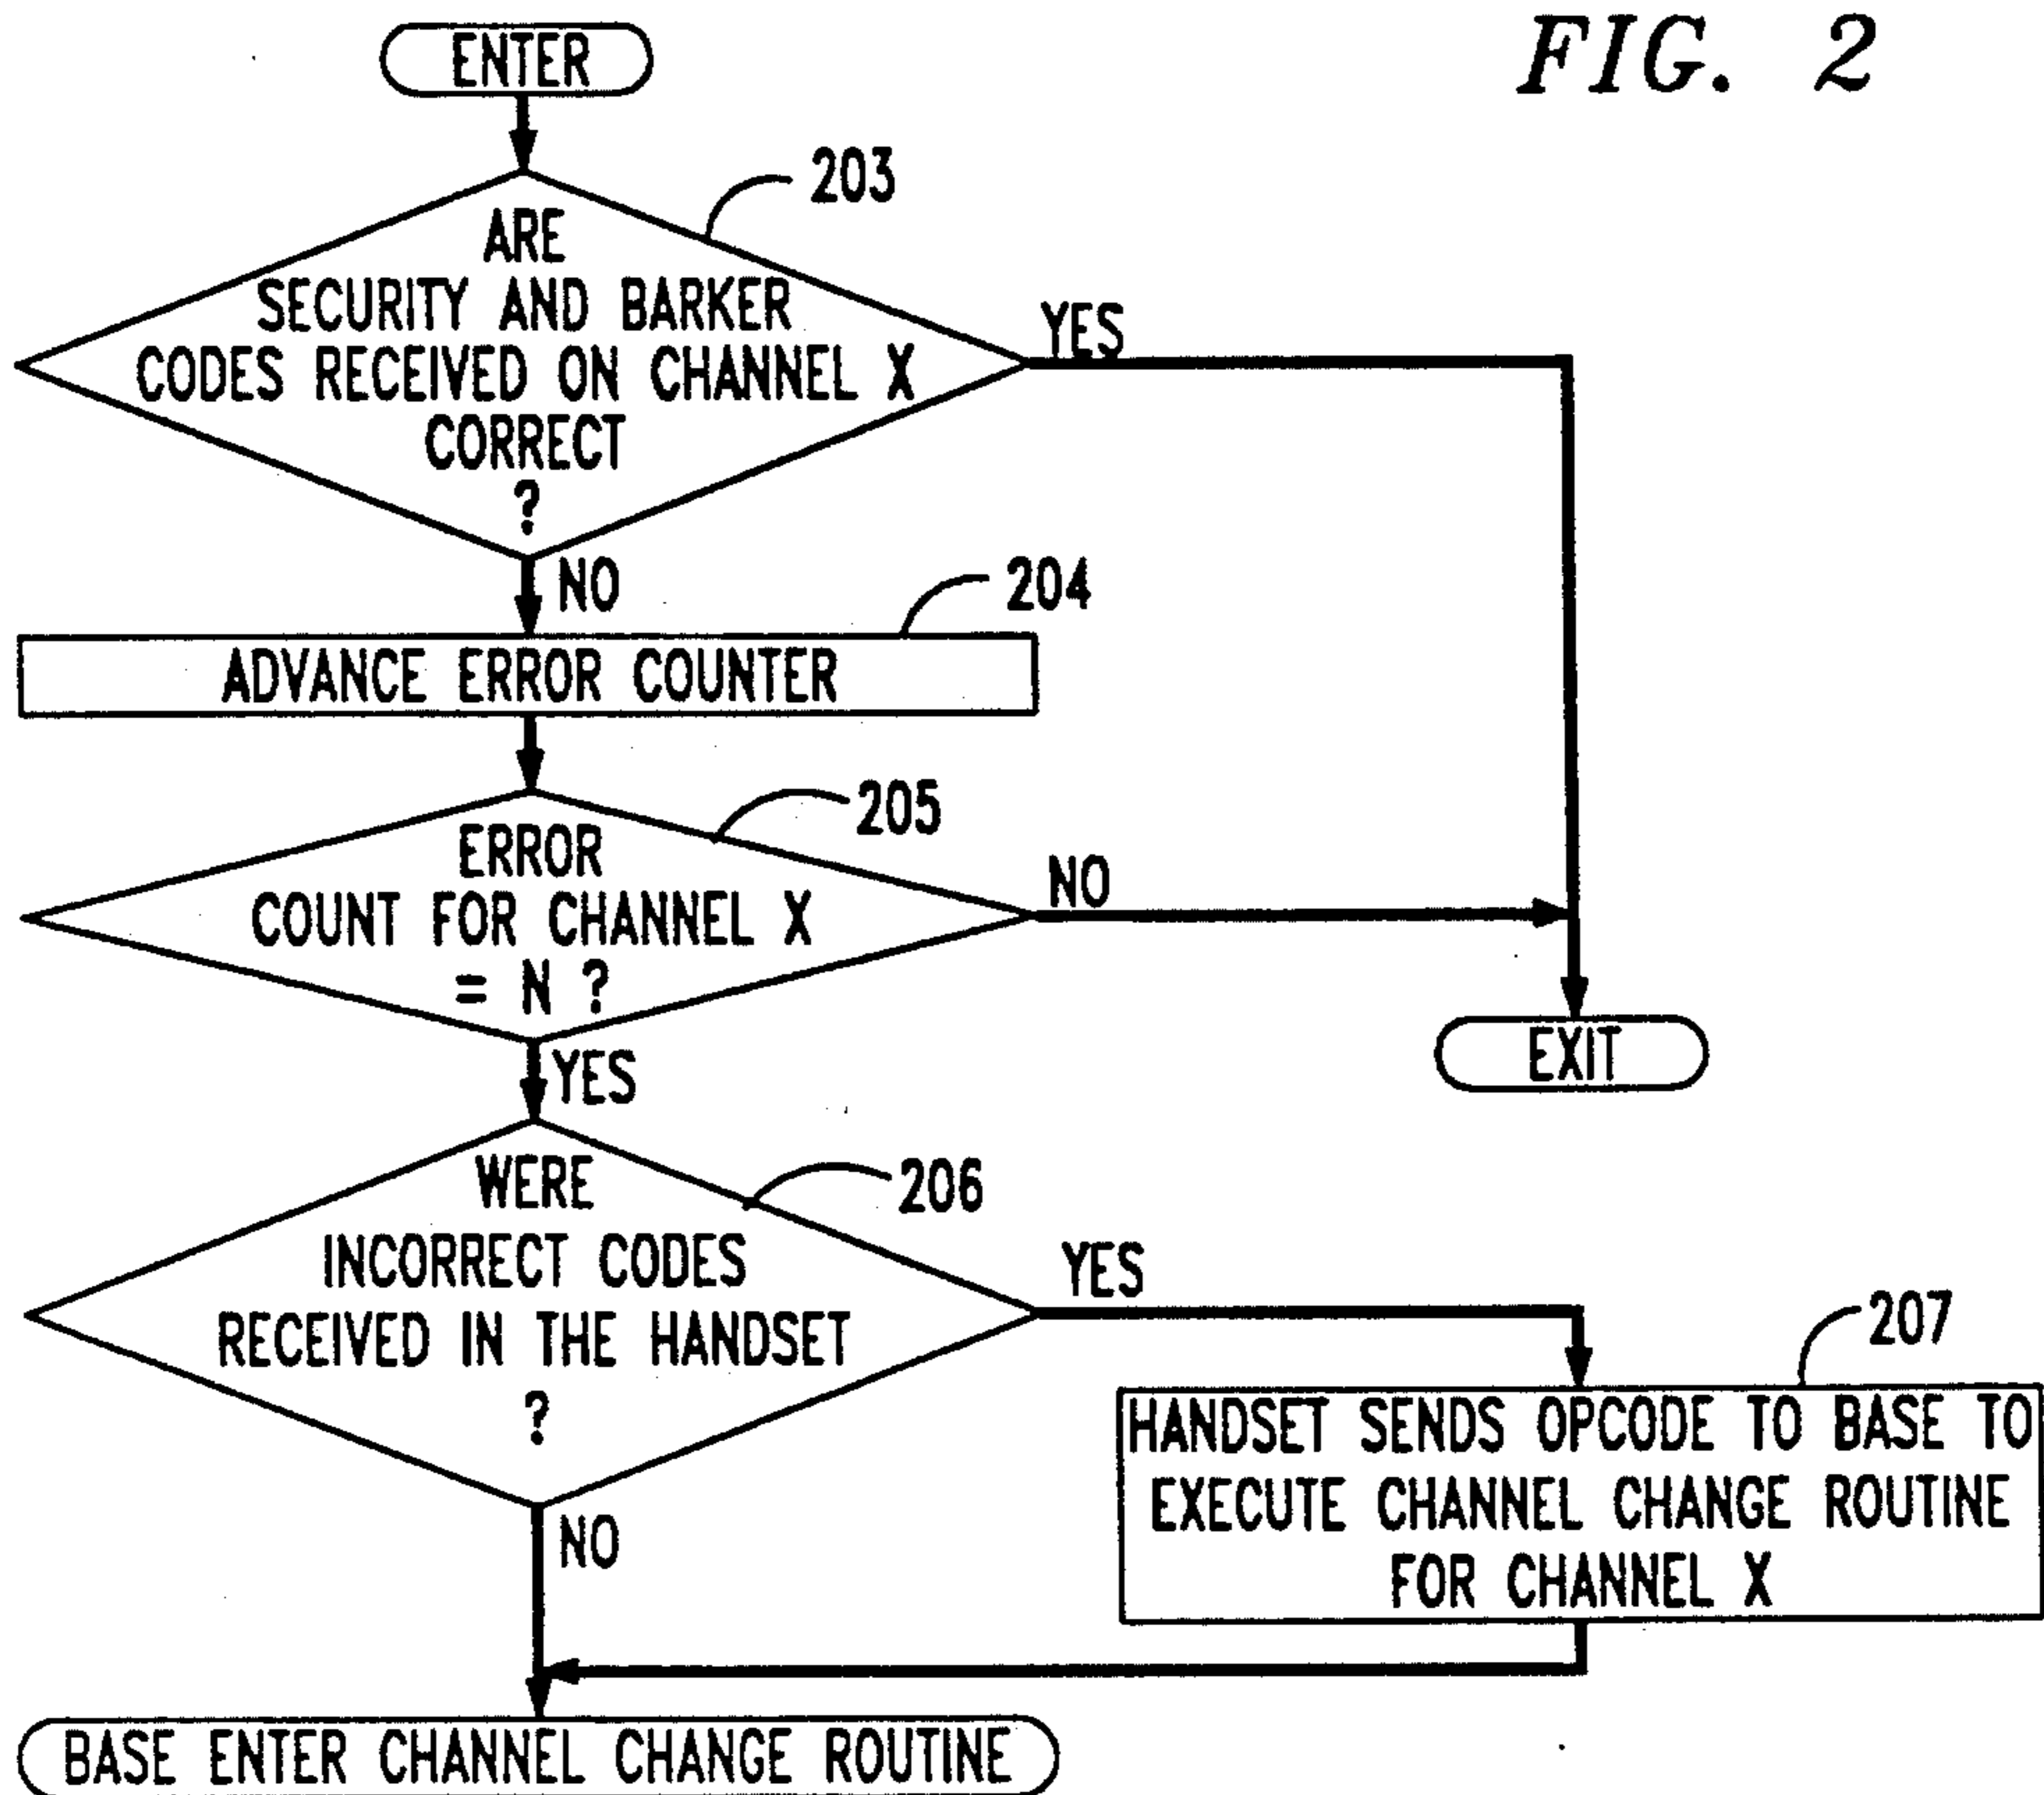 FIG. 2
ENTER
203
ARE
SECURITY AND BARKER
CODES RECEIVED ON CHANNEL X
CORRECT
?
YES
NO
204
ADVANCE ERROR COUNTER
205
ERROR
COUNT FOR CHANNEL X
= N ?
NO
EXIT
YES
206
WERE
INCORRECT CODES
RECEIVED IN THE HANDSET
?
YES
207
HANDSET SENDS OPCODE TO BASE TO
EXECUTE CHANNEL CHANGE ROUTINE
FOR CHANNEL X
NO
BASE ENTER CHANNEL CHANGE ROUTINE